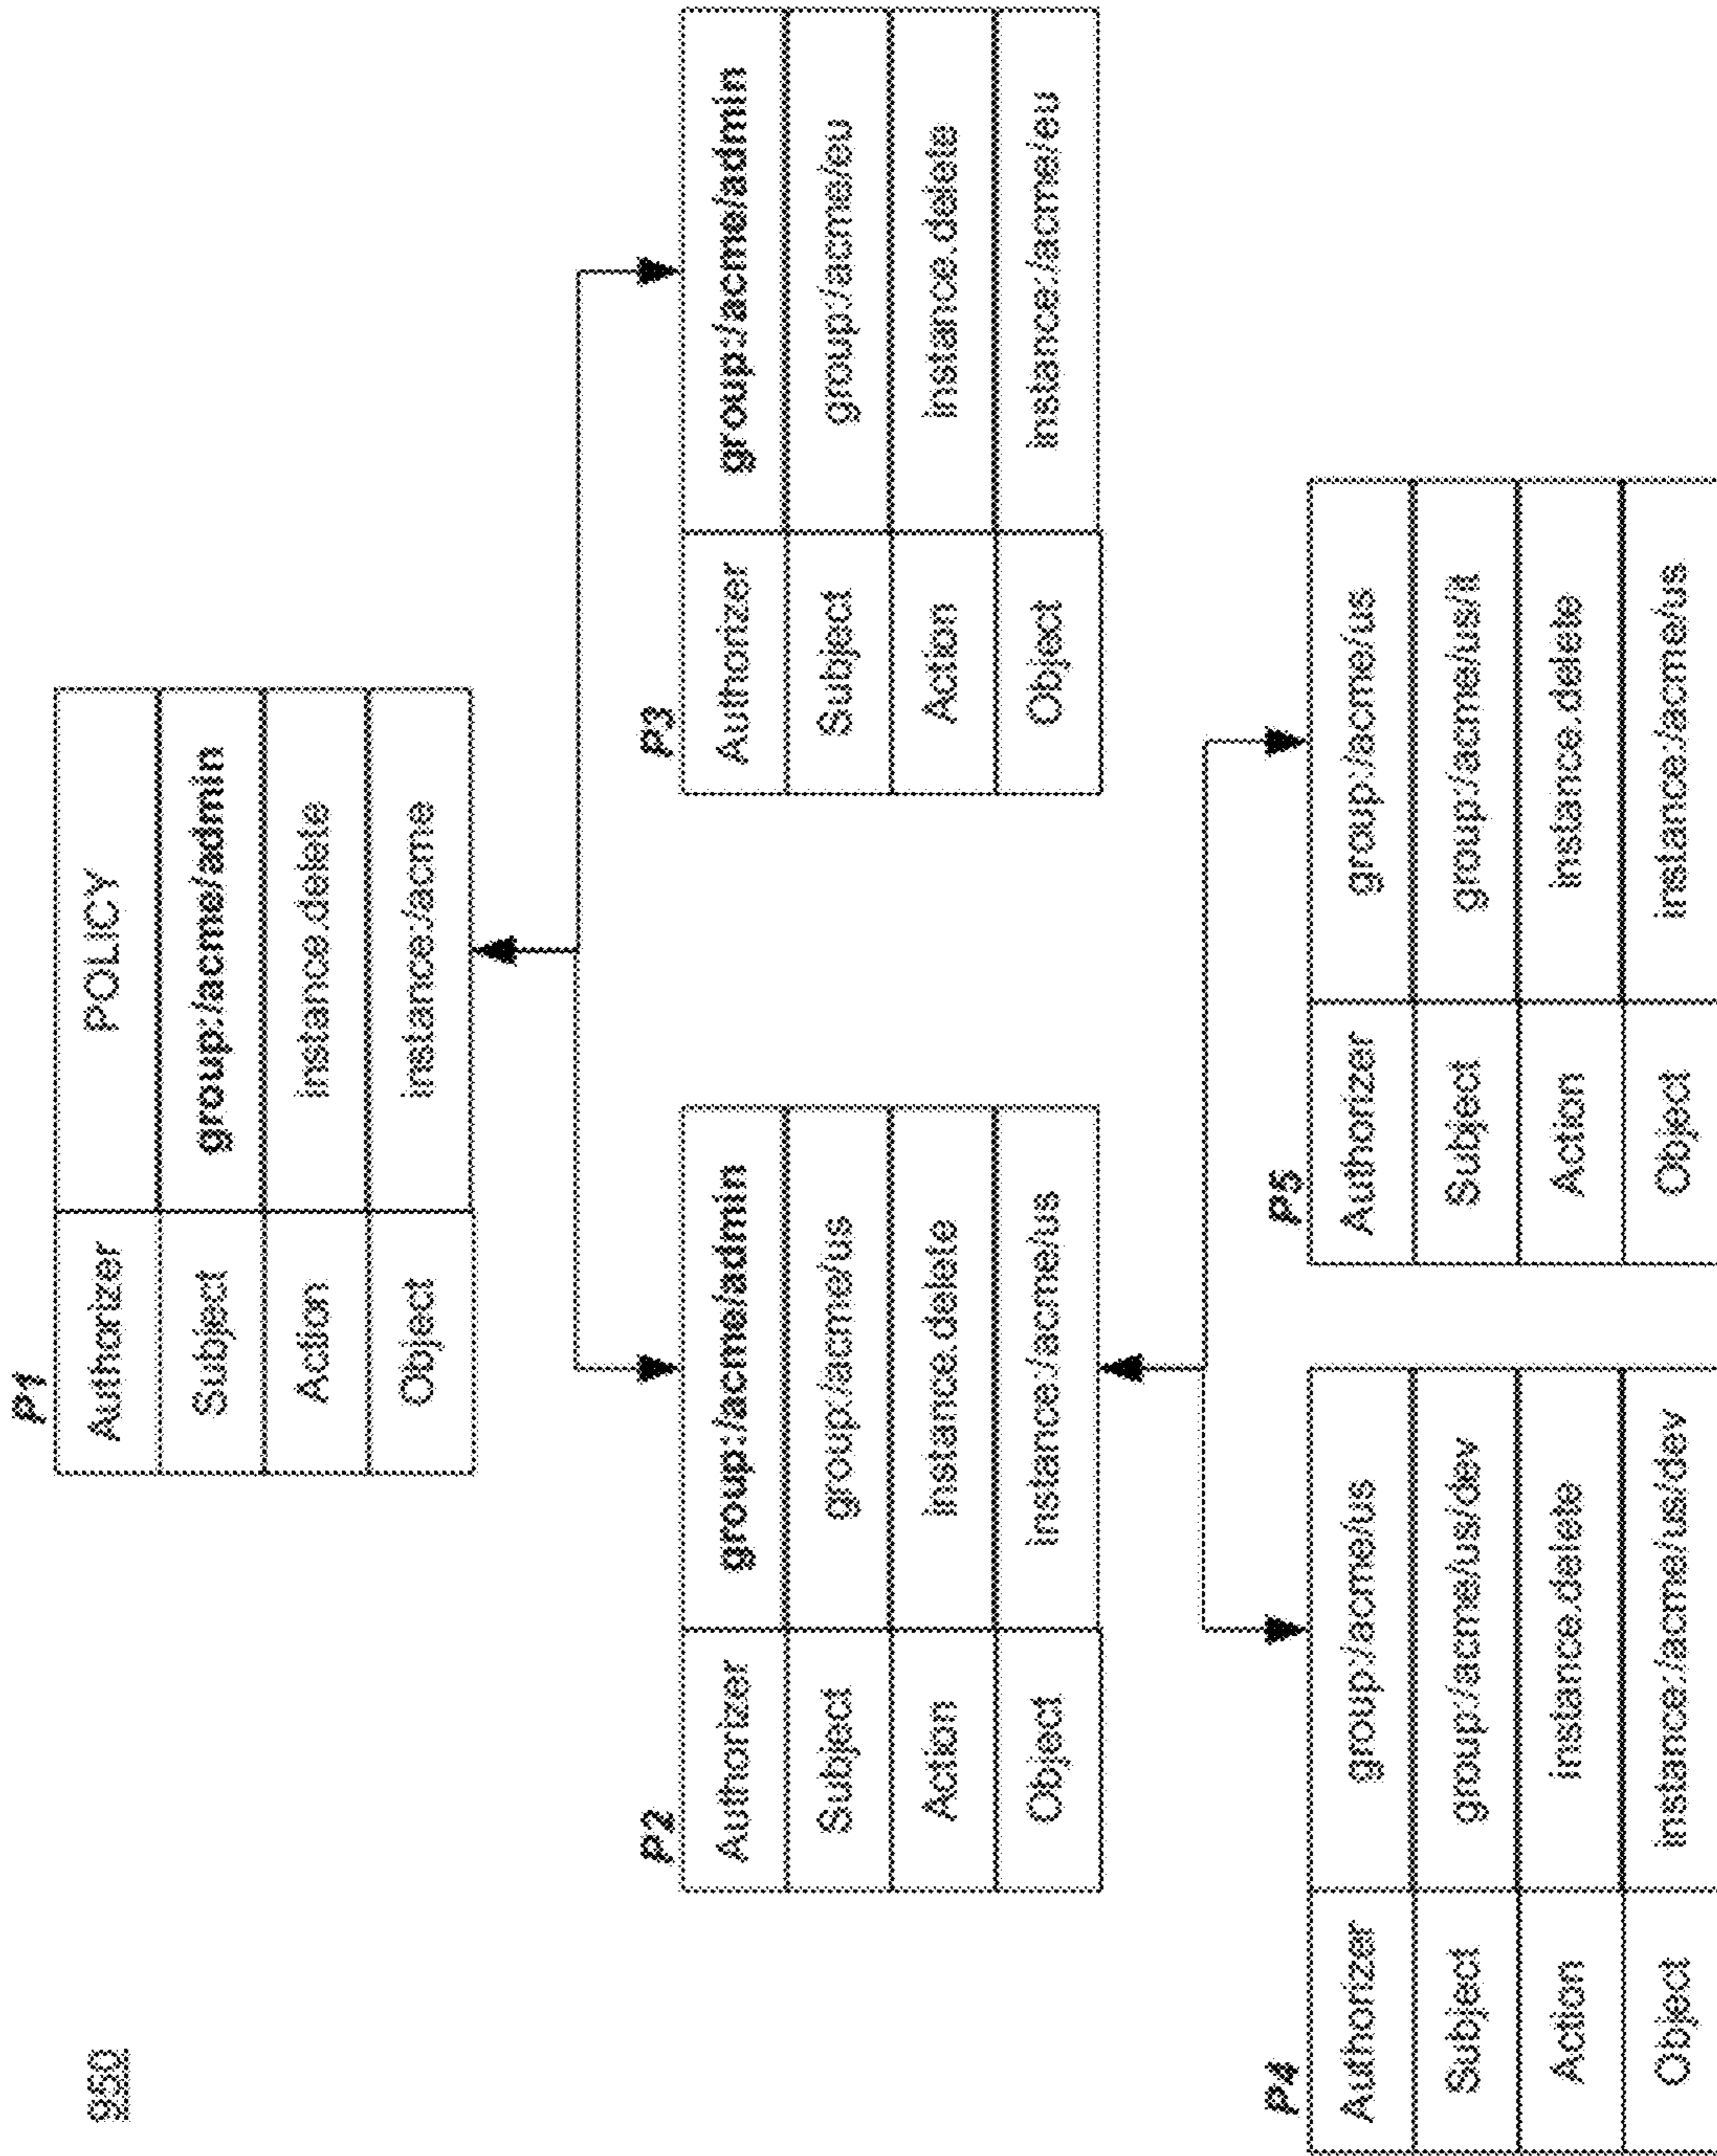 950
P1
Authorizer POLICY
Subject group:/acme/admin
Action instance.delete
Object instance:/acme
P2
Authorizer group:/acme/admin
Subject group:/acme/us
Action instance.delete
Object instance:/acme/us
P3
Authorizer group:/acme/admin
Subject group:/acme/eu
Action instance.delete
Object instance:/acme/eu
P4
Authorizer group:/acme/us
Subject group:/acme/us/dev
Action instance.delete
Object instance:/acme/us/dev
P5
Authorizer group:/acme/us
Subject group:/acme/us/it
Action instance.delete
Object instance:/acme/us